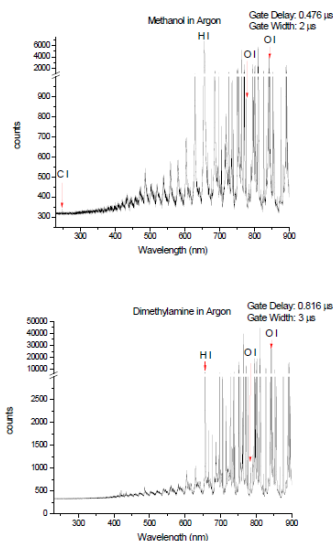 Methanol in Argon
Gate Delay: 0.476 µs
Gate Width: 2 µs
H I
O I
O I
C I
6000
4000
2000
900
800
700
600
500
400
300
counts
300 400 500 600 700 800 900
Wavelength (nm)
Dimethylamine in Argon
Gate Delay: 0.816 µs
Gate Width: 3 µs
H I
O I
O I
50000
40000
30000
20000
10000
2500
2000
1500
1000
500
0
counts
300 400 500 600 700 800 900
Wavelength (nm)